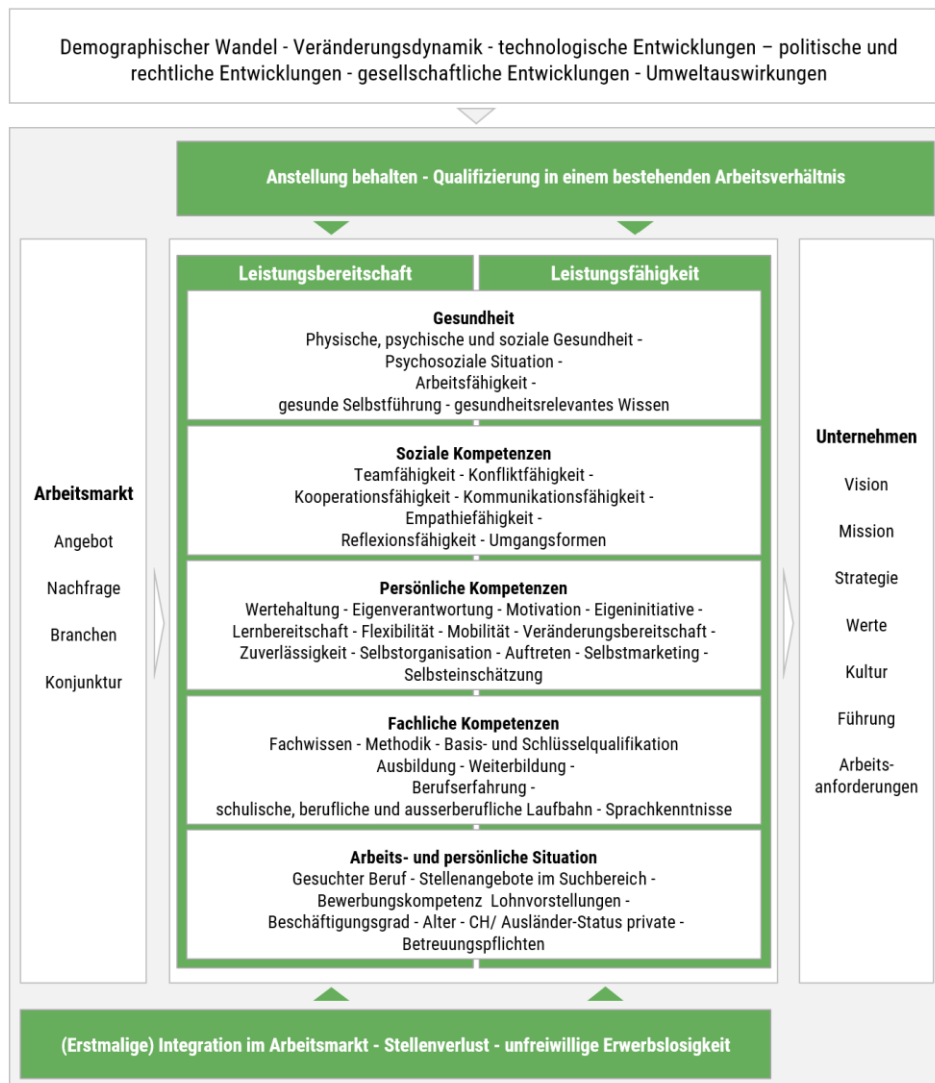 Demographischer Wandel - Veränderungsdynamik - technologische Entwicklungen – politische und
rechtliche Entwicklungen - gesellschaftliche Entwicklungen - Umweltauswirkungen
Anstellung behalten - Qualifizierung in einem bestehenden Arbeitsverhältnis
Arbeitsmarkt
Angebot
Nachfrage
Branchen
Konjunktur
Leistungsbereitschaft
Leistungsfähigkeit
Gesundheit
Physische, psychische und soziale Gesundheit -
Psychosoziale Situation -
Arbeitsfähigkeit -
gesunde Selbstführung - gesundheitsrelevantes Wissen
Soziale Kompetenzen
Teamfähigkeit - Konfliktfähigkeit -
Kooperationsfähigkeit - Kommunikationsfähigkeit -
Empathiefähigkeit -
Reflexionsfähigkeit - Umgangsformen
Persönliche Kompetenzen
Wertehaltung - Eigenverantwortung - Motivation - Eigeninitiative -
Lernbereitschaft - Flexibilität - Mobilität - Veränderungsbereitschaft -
Zuverlässigkeit - Selbstorganisation - Auftreten - Selbstmarketing -
Selbsteinschätzung
Fachliche Kompetenzen
Fachwissen - Methodik - Basis- und Schlüsselqualifikation
Ausbildung - Weiterbildung -
Berufserfahrung -
schulische, berufliche und ausserberufliche Laufbahn - Sprachkenntnisse
Arbeits- und persönliche Situation
Gesuchter Beruf - Stellenangebote im Suchbereich -
Bewerbungskompetenz  Lohnvorstellungen -
Beschäftigungsgrad - Alter - CH/ Ausländer-Status private -
Betreuungspflichten
Unternehmen
Vision
Mission
Strategie
Werte
Kultur
Führung
Arbeits-
anforderungen
(Erstmalige) Integration im Arbeitsmarkt - Stellenverlust - unfreiwillige Erwerbslosigkeit